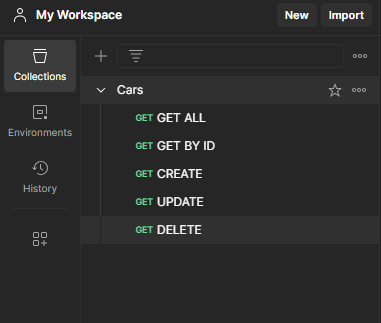 My Workspace
New
Import
Collections
Environments
History
Cars
GET GET ALL
GET GET BY ID
GET CREATE
GET UPDATE
GET DELETE